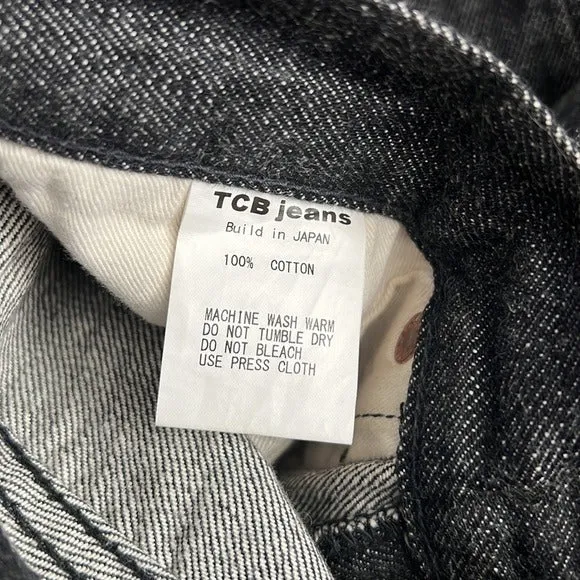 TCB jeans
Build in JAPAN
100% COTTON
MACHINE WASH WARM
DO NOT TUMBLE DRY
DO NOT BLEACH
USE PRESS CLOTH